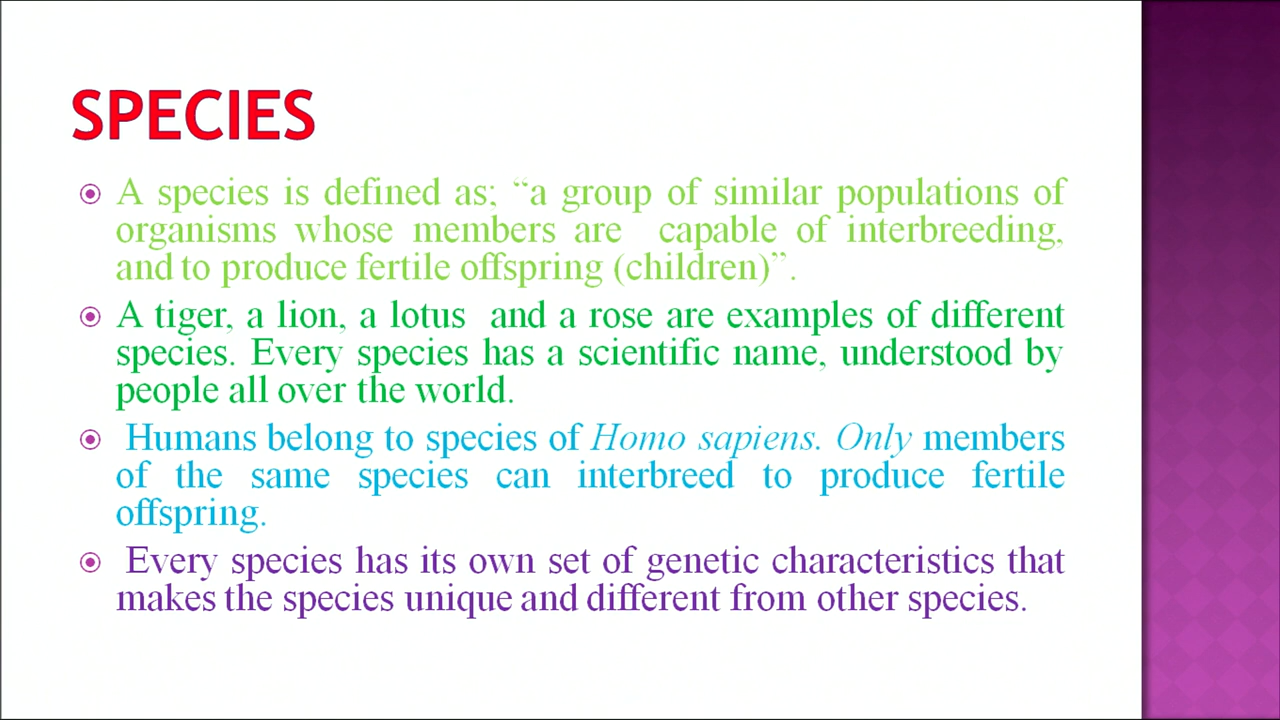 SPECIES
A species is defined as; “a group of similar populations of
organisms whose members are capable of interbreeding,
and to produce fertile offspring (children)”.
A tiger, a lion, a lotus and a rose are examples of different
species. Every species has a scientific name, understood by
people all over the world.
Humans belong to species of Homo sapiens. Only members
of the same species can interbreed to produce fertile
offspring.
Every species has its own set of genetic characteristics that
makes the species unique and different from other species.